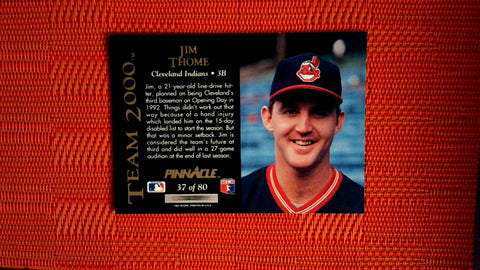 TEAM 2000
JIM
THOME
Cleveland Indians • 3B
Jim, a 21-year-old line-drive hit-
ter, planned on being Cleveland's
third baseman on Opening Day in
1992. Things didn't work out that
way because of a hand injury
which landed him on the 15-day
disabled list to start the season. But
that was a minor setback. Jim is
considered the team's future at
third and did well in a 27-game
audition at the end of last season.
PINNACLE
37 of 80